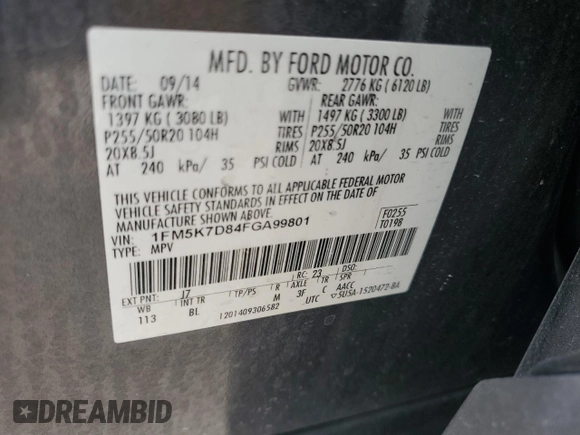 MFD. BY FORD MOTOR CO.
DATE: 09/14 GVWR: 2776 KG ( 6120 LB)
FRONT GAWR: REAR GAWR:
1397 KG ( 3080 LB) WITH 1497 KG ( 3300 LB) WITH
P255/50R20 104H TIRES P255/50R20 104H TIRES
20X8.5J RIMS 20X8.5J RIMS
AT 240 kPa/ 35 PSI COLD AT 240 kPa/ 35 PSI COLD
THIS VEHICLE CONFORMS TO ALL APPLICABLE FEDERAL MOTOR
VEHICLE SAFETY STANDARDS IN EFFECT ON THE DATE OF
MANUFACTURE SHOWN ABOVE.
VIN: 1FM5K7D84FGA99801 F0255
TYPE: MPV T0198
RC: 23 DSO:
EXT PNT: J7 TP/PS R AXLE TR SPR
WB INT TR M 3F C AACC
113 BL UTC 5U5A-1520472-BA
1201409306582
DREAMBID